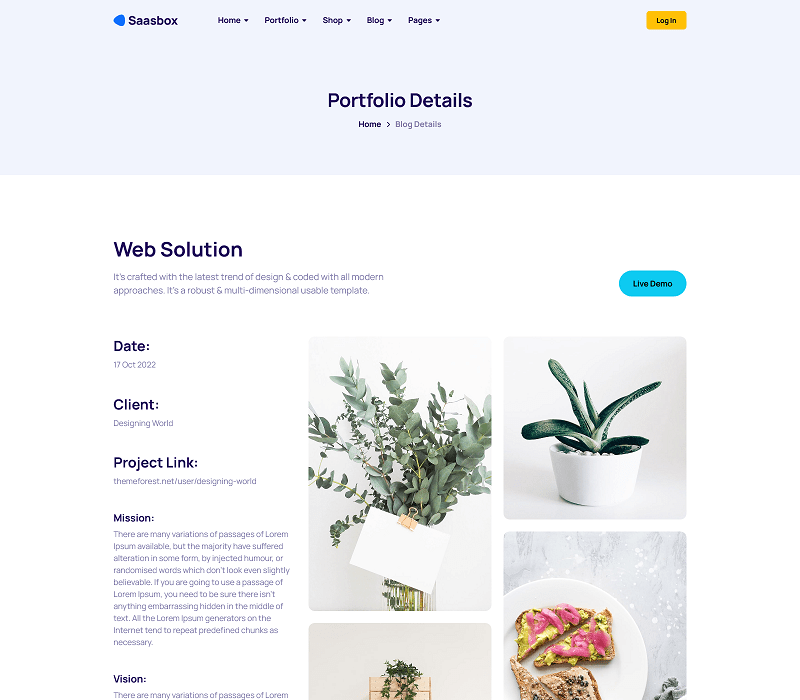 Saasbox
Home Portfolio Shop Blog Pages
Log In
Portfolio Details
Home > Blog Details
Web Solution
It's crafted with the latest trend of design & coded with all modern
approaches. It's a robust & multi-dimensional usable template.
Live Demo
Date:
17 Oct 2022
Client:
Designing World
Project Link:
themeforest.net/user/designing-world
Mission:
There are many variations of passages of Lorem
Ipsum available, but the majority have suffered
alteration in some form, by injected humour, or
randomised words which don't look even slightly
believable. If you are going to use a passage of
Lorem Ipsum, you need to be sure there isn't
anything embarrassing hidden in the middle of
text. All the Lorem Ipsum generators on the
Internet tend to repeat predefined chunks as
necessary.
Vision:
There are many variations of passages of Lorem